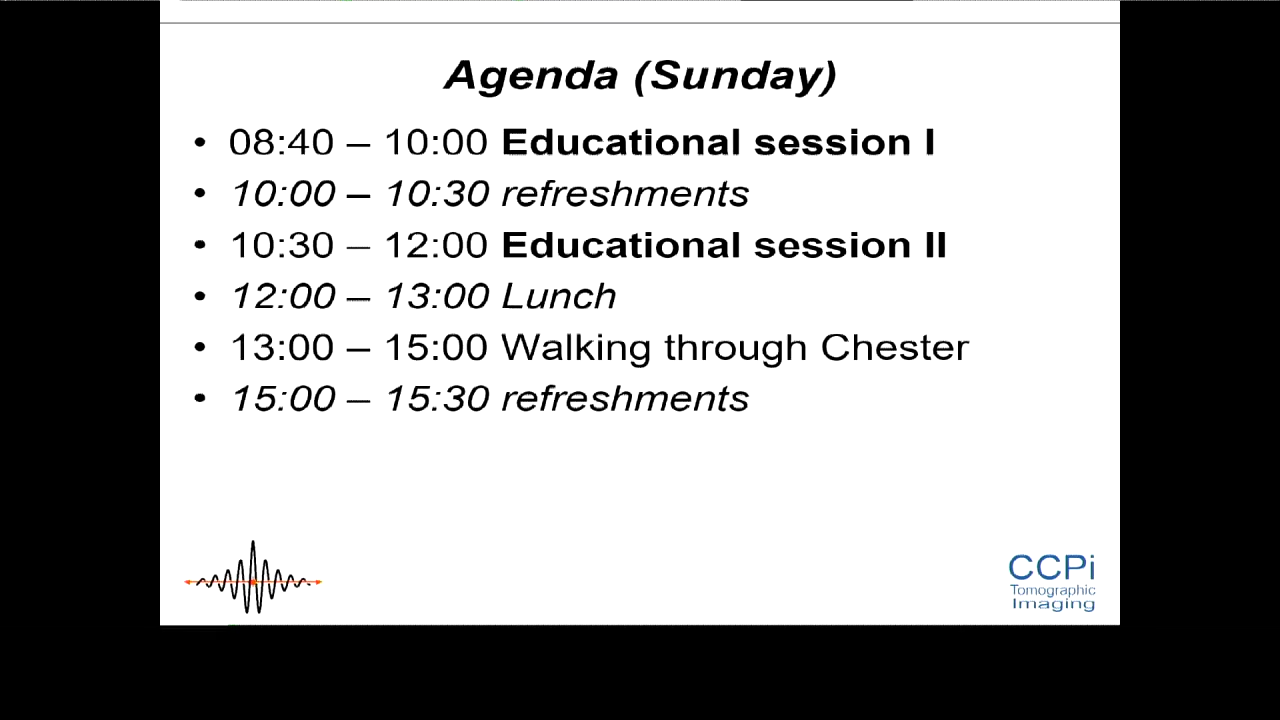 Agenda (Sunday)
• 08:40 – 10:00 Educational session I
• 10:00 – 10:30 refreshments
• 10:30 – 12:00 Educational session II
• 12:00 – 13:00 Lunch
• 13:00 – 15:00 Walking through Chester
• 15:00 – 15:30 refreshments
CCPi
Tomographic
Imaging